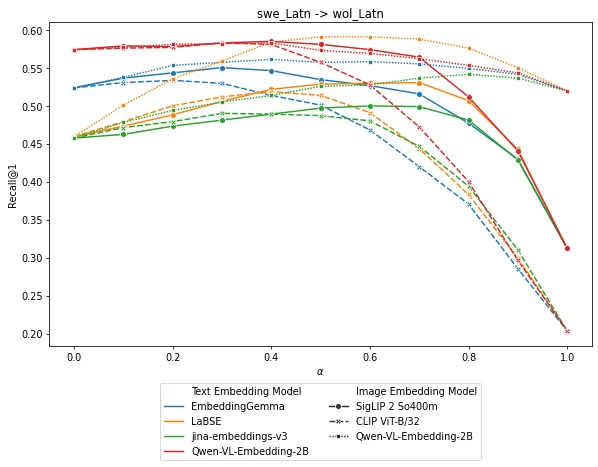 swe_Latn -> wol_Latn
0.60
0.55
0.50
0.45
0.40
0.35
0.30
0.25
0.20
Recall@1
0.0 0.2 0.4 0.6 0.8 1.0
α
Text Embedding Model Image Embedding Model
EmbeddingGemma SigLIP 2 So400m
LaBSE CLIP ViT-B/32
jina-embeddings-v3 Qwen-VL-Embedding-2B
Qwen-VL-Embedding-2B